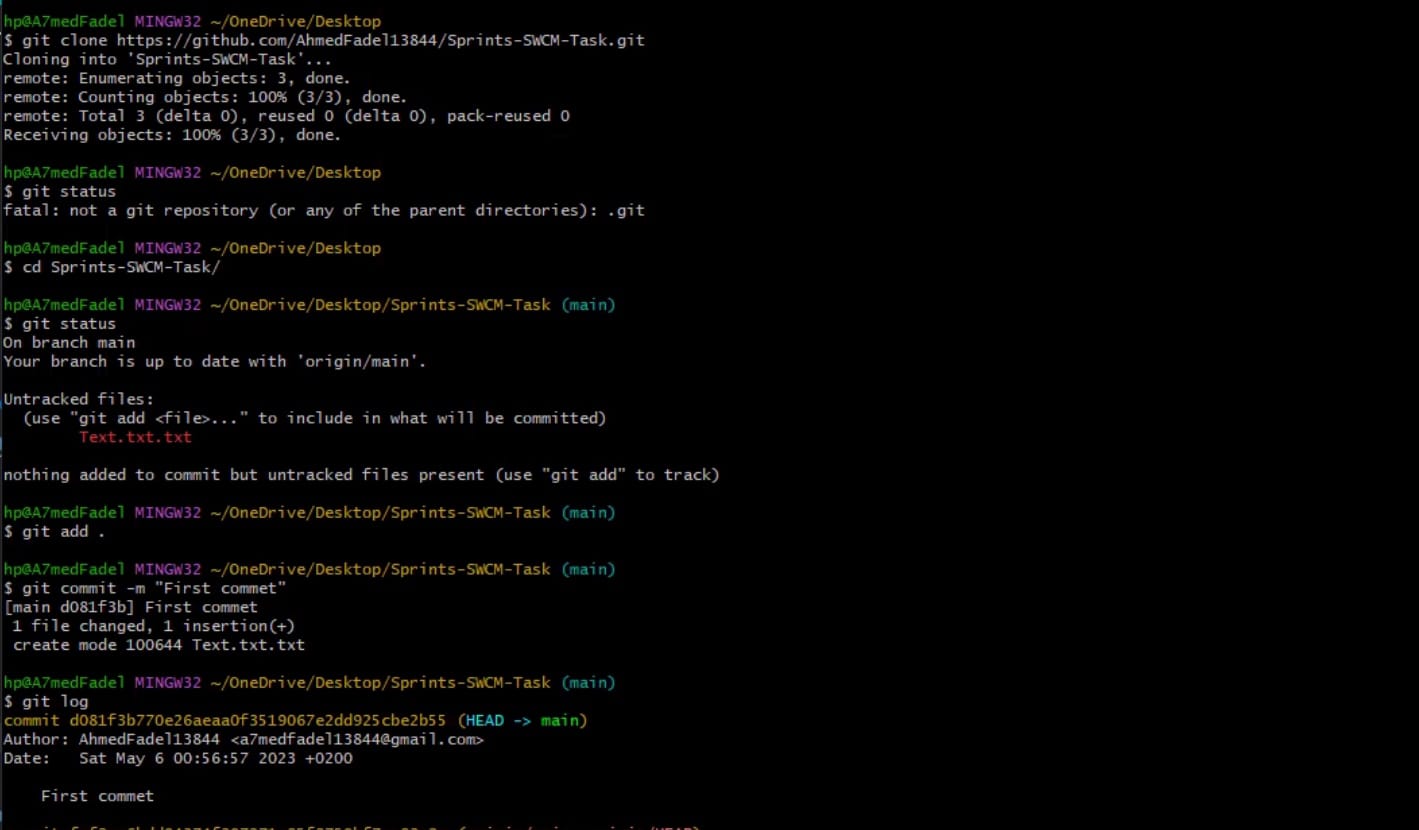 hp@A7medFadel MINGW32 ~/OneDrive/Desktop
$ git clone https://github.com/AhmedFadel13844/Sprints-SWCM-Task.git
Cloning into 'Sprints-SWCM-Task'...
remote: Enumerating objects: 3, done.
remote: Counting objects: 100% (3/3), done.
remote: Total 3 (delta 0), reused 0 (delta 0), pack-reused 0
Receiving objects: 100% (3/3), done.
hp@A7medFadel MINGW32 ~/OneDrive/Desktop
$ git status
fatal: not a git repository (or any of the parent directories): .git
hp@A7medFadel MINGW32 ~/OneDrive/Desktop
$ cd Sprints-SWCM-Task/
hp@A7medFadel MINGW32 ~/OneDrive/Desktop/Sprints-SWCM-Task (main)
$ git status
On branch main
Your branch is up to date with 'origin/main'.
Untracked files:
(use "git add <file>..." to include in what will be committed)
Text.txt.txt
nothing added to commit but untracked files present (use "git add" to track)
hp@A7medFadel MINGW32 ~/OneDrive/Desktop/Sprints-SWCM-Task (main)
$ git add .
hp@A7medFadel MINGW32 ~/OneDrive/Desktop/Sprints-SWCM-Task (main)
$ git commit -m "First commet"
[main d081f3b] First commet
1 file changed, 1 insertion(+)
create mode 100644 Text.txt.txt
hp@A7medFadel MINGW32 ~/OneDrive/Desktop/Sprints-SWCM-Task (main)
$ git log
commit d081f3b770e26aeaa0f3519067e2dd925cbe2b55 (HEAD -> main)
Author: AhmedFadel13844 <a7medfadel13844@gmail.com>
Date: Sat May 6 00:56:57 2023 +0200
First commet